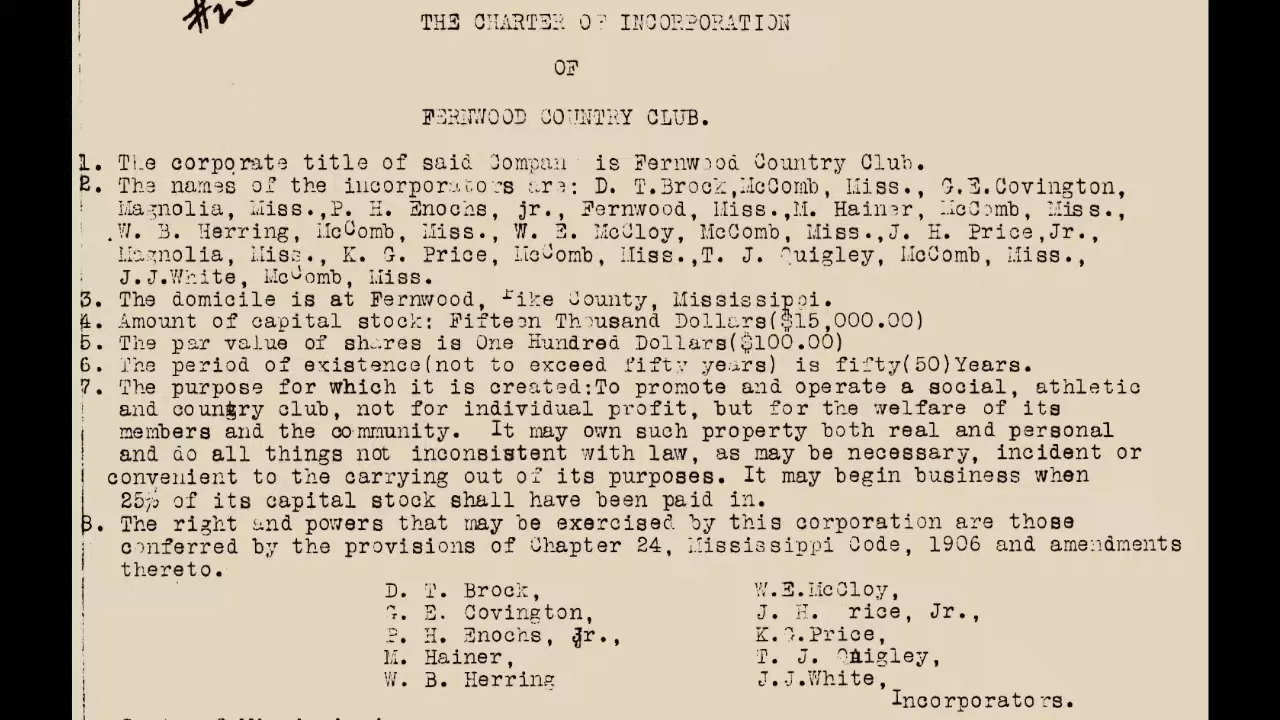 #25
THE CHARTER OF INCORPORATION
OF
FERNWOOD COUNTRY CLUB.
1. The corporate title of said Compan is Fernwood Country Club.
2. The names of the incorporators are: D. T.Brock,McComb, Miss., G.E.Covington,
Magnolia, Miss.,P. H. Enochs, jr., Fernwood, Miss.,M. Hainer, McComb, Miss.,
W. B. Herring, McComb, Miss., W. E. McCloy, McComb, Miss.,J. H. Price,Jr.,
Magnolia, Miss., K. G. Price, McComb, Miss.,T. J. Quigley, McComb, Miss.,
J.J.White, McComb, Miss.
3. The domicile is at Fernwood, Pike County, Mississippi.
4. Amount of capital stock: Fifteen Thousand Dollars($15,000.00)
5. The par value of shares is One Hundred Dollars($100.00)
6. The period of existence(not to exceed fifty years) is fifty(50)Years.
7. The purpose for which it is created:To promote and operate a social, athletic
and country club, not for individual profit, but for the welfare of its
members and the community. It may own such property both real and personal
and do all things not inconsistent with law, as may be necessary, incident or
convenient to the carrying out of its purposes. It may begin business when
25% of its capital stock shall have been paid in.
8. The right and powers that may be exercised by this corporation are those
conferred by the provisions of Chapter 24, Mississippi Code, 1906 and amendments
thereto.
D. T. Brock, W.E.McCloy,
G. E. Covington, J. H. rice, Jr.,
P. H. Enochs, Jr., K.G.Price,
M. Hainer, T. J. Quigley,
W. B. Herring J.J.White,
Incorporators.